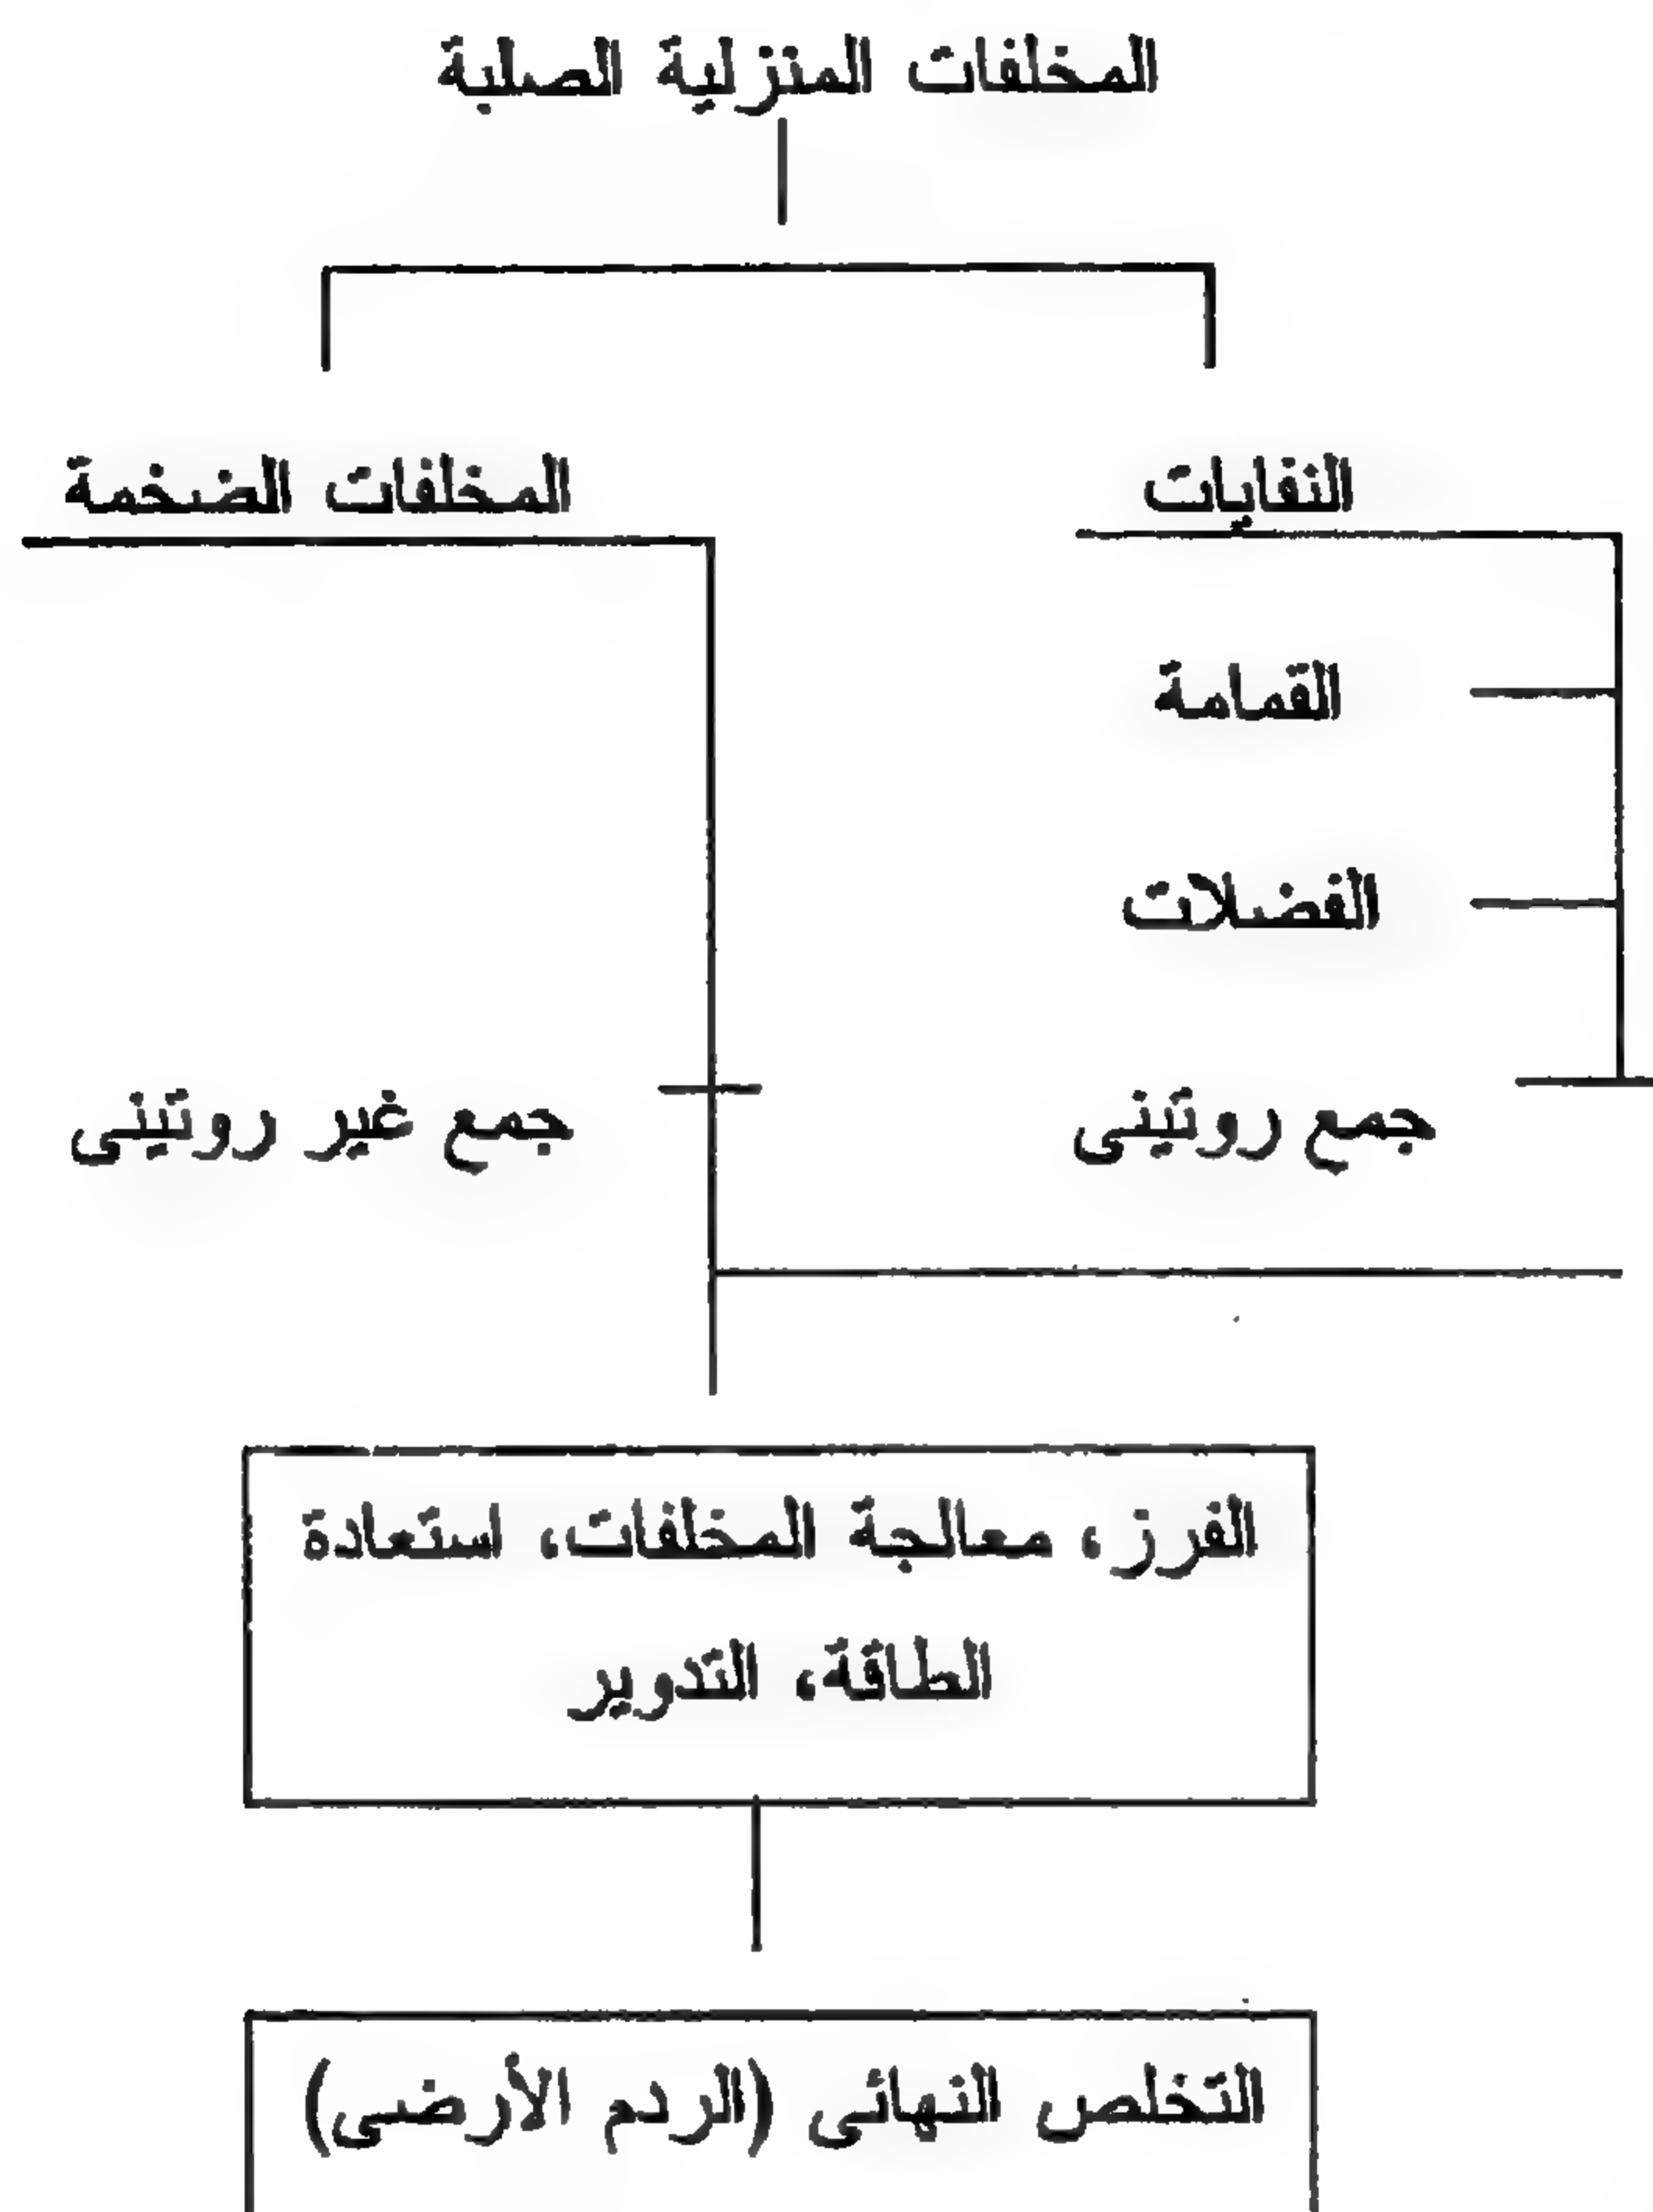 المخلفات المنزلية الصلبة
النفايات
المخلفات الضخمة
القمامة
الفضلات
جمع روتينى
جمع غير روتينى
الفرز، معالجة المخلفات، استعادة
الطاقة، التدوير
التخلص النهائى (الردم الأرضى)